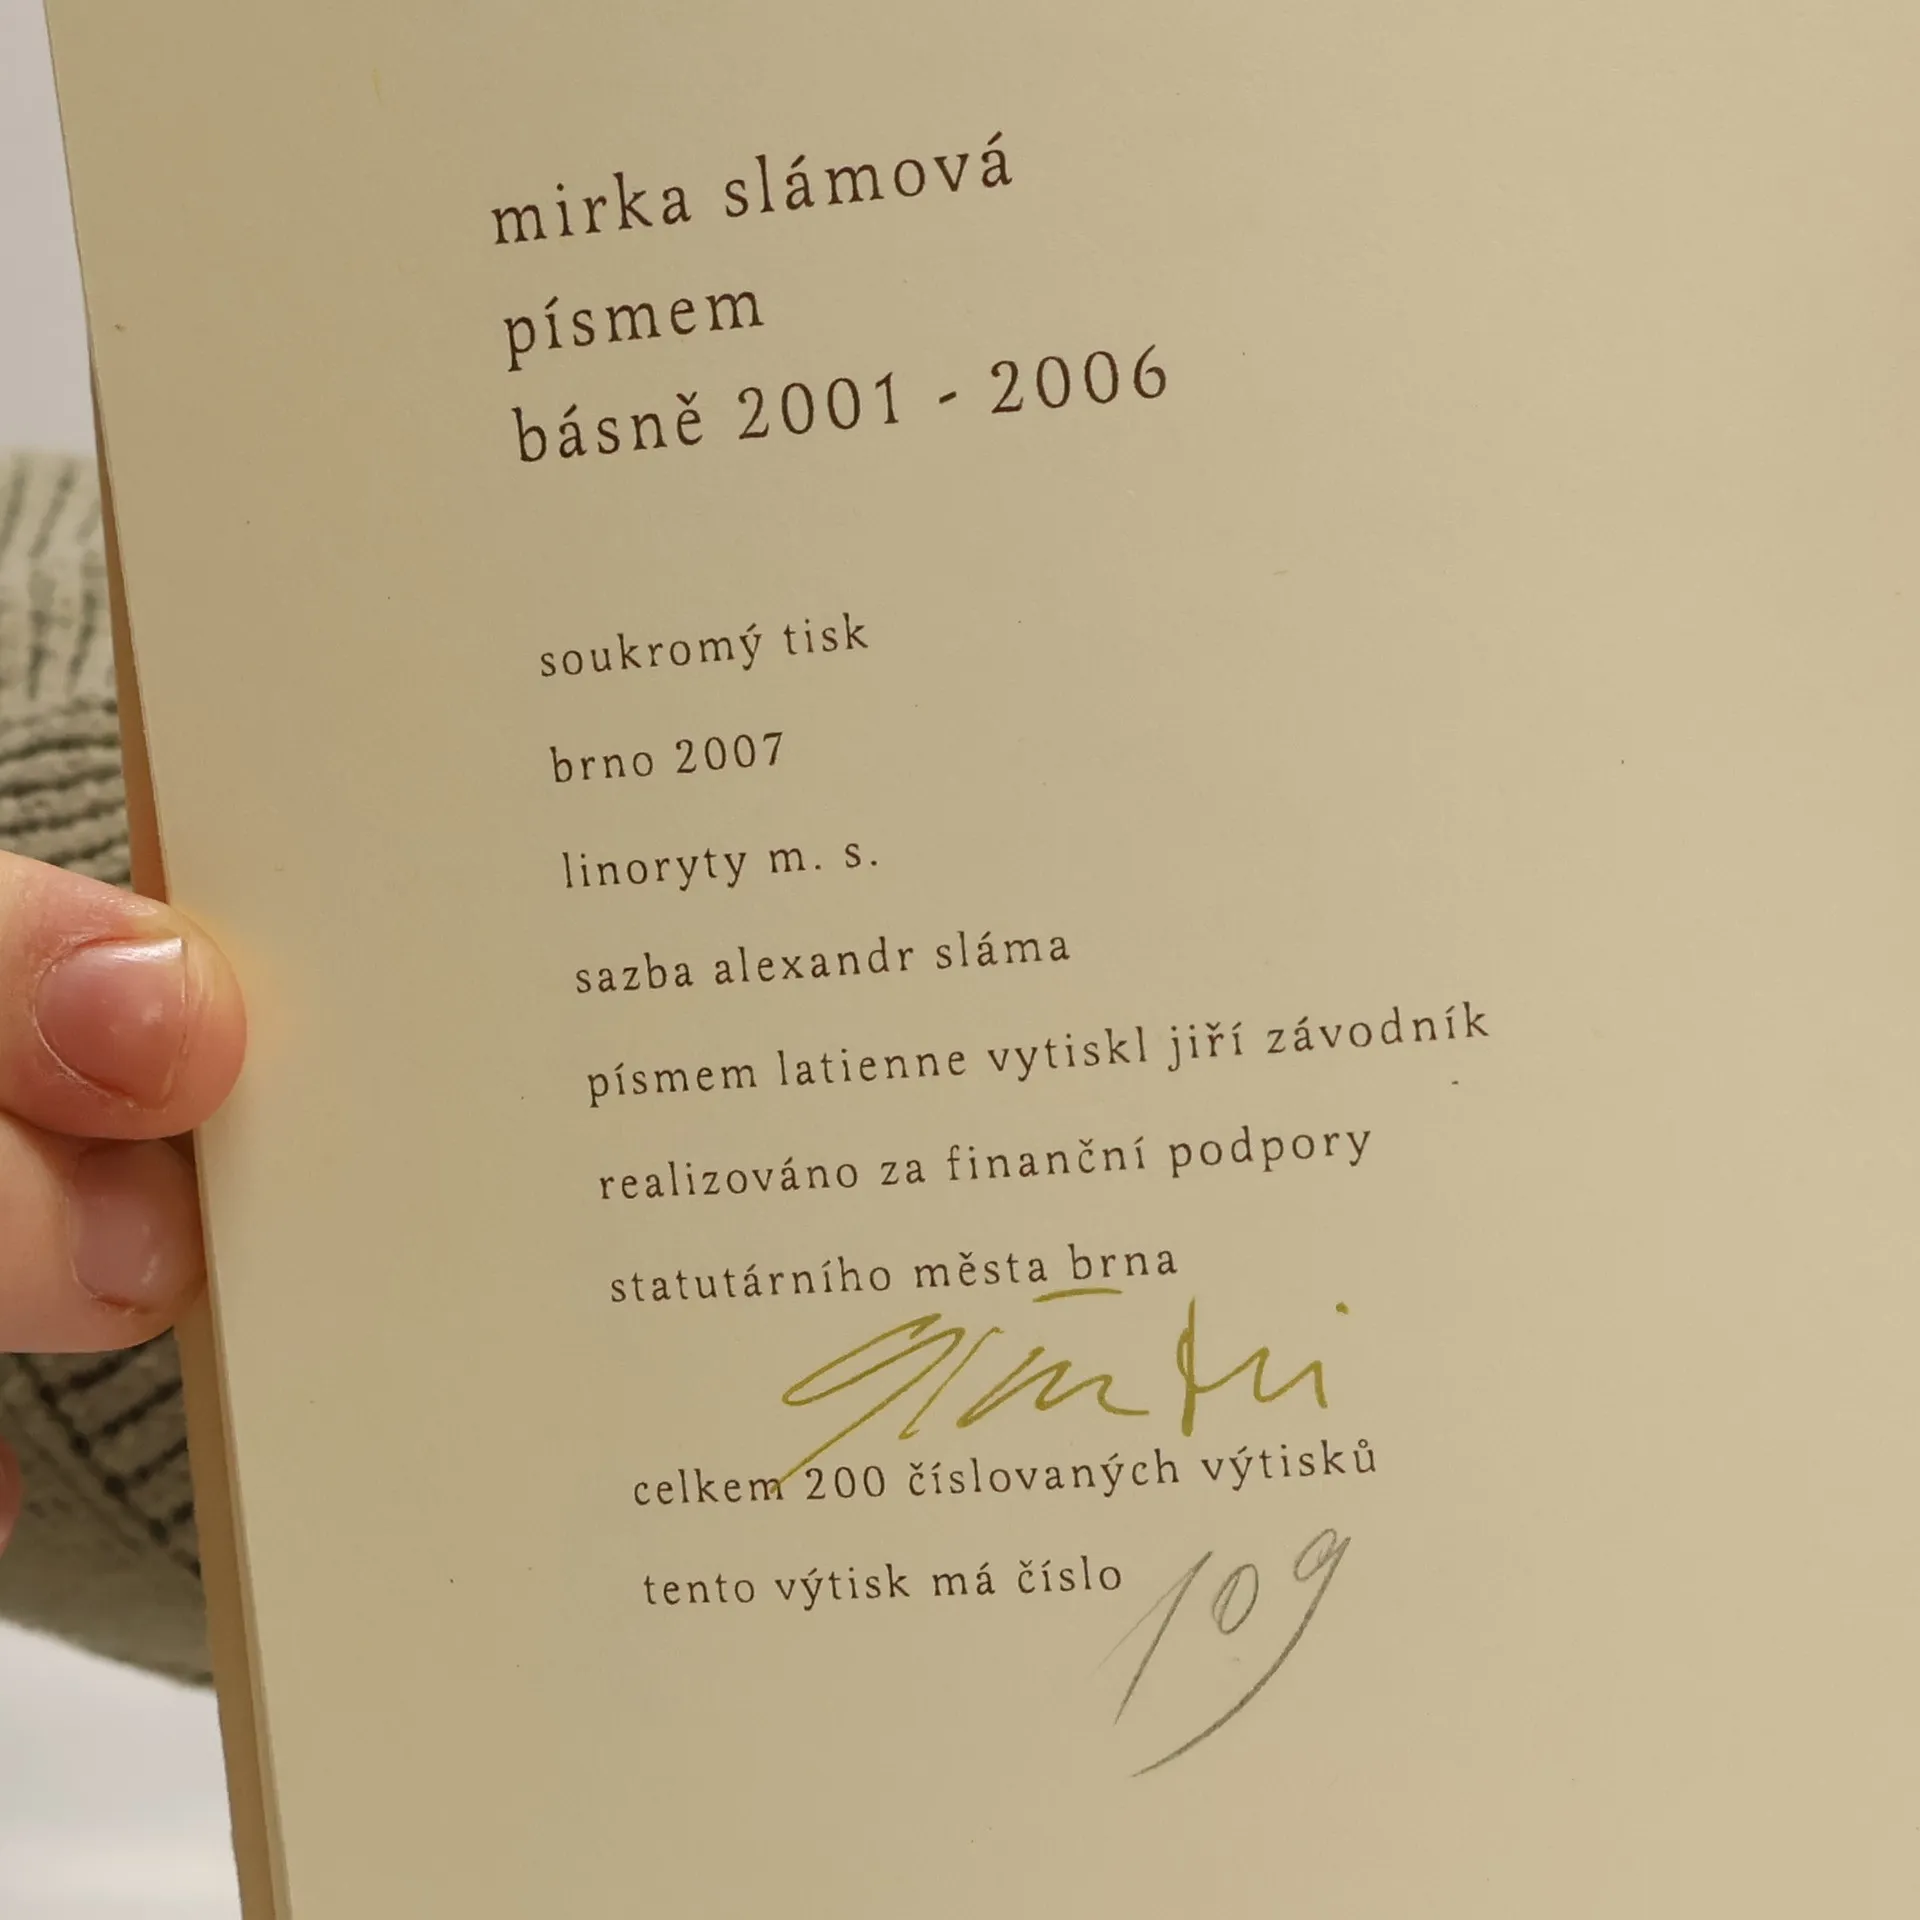 mirka slámová
písmem
básně 2001 - 2006
soukromý tisk
brno 2007
linoryty m. s.
sazba alexandr sláma
písmem latienne vytiskl jiří závodník
realizováno za finanční podpory
statutárního města brna
celkem 200 číslovaných výtisků
tento výtisk má číslo 109